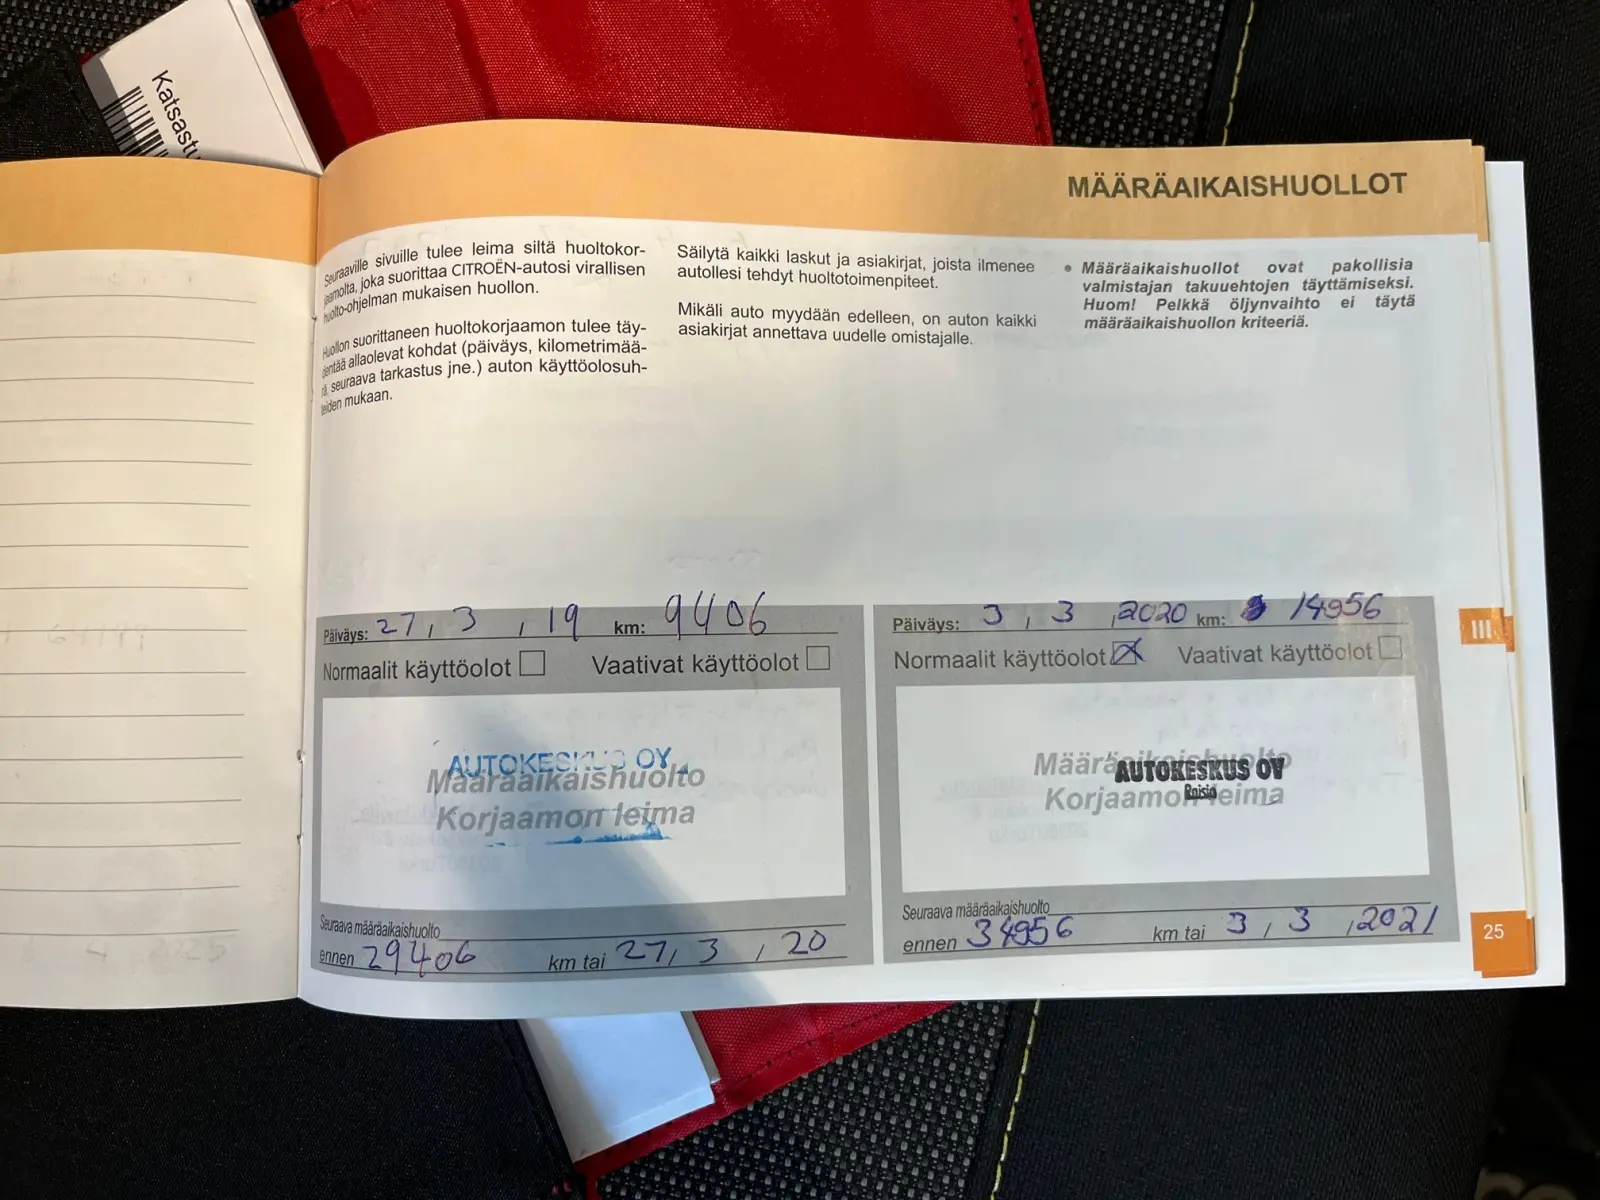 Katsastu
MÄÄRÄAIKAISHUOLLOT
Seuraaville sivuille tulee leima siltä huoltokor-
jaamolta, joka suorittaa CITROËN-autosi virallisen
huolto-ohjelman mukaisen huollon.
Huollon suorittaneen huoltokorjaamon tulee täy-
dentää allaolevat kohdat (päiväys, kilometrimää-
rä, seuraava tarkastus jne.) auton käyttöolosuh-
teiden mukaan.
Säilytä kaikki laskut ja asiakirjat, joista ilmenee
autollesi tehdyt huoltotoimenpiteet.
Mikäli auto myydään edelleen, on auton kaikki
asiakirjat annettava uudelle omistajalle.
• Määräaikaishuollot ovat pakollisia
valmistajan takuuehtojen täyttämiseksi.
Huom! Pelkkä öljynvaihto ei täytä
määräaikaishuollon kriteeriä.
Päiväys: 27, 3, 19 km: 9406
Normaalit käyttöolot Vaativat käyttöolot
AUTOKESKUS OY
Määräaikaishuolto
Korjaamon leima
Seuraava määräaikaishuolto
ennen 29406 km tai 27, 3, 20
Päiväys: 3, 3, 2020 km: 14956
Normaalit käyttöolot Vaativat käyttöolot
Määräaikaishuolto
AUTOKESKUS OY
Raisio
Korjaamon leima
Seuraava määräaikaishuolto
ennen 34956 km tai 3, 3, 2021
III
25